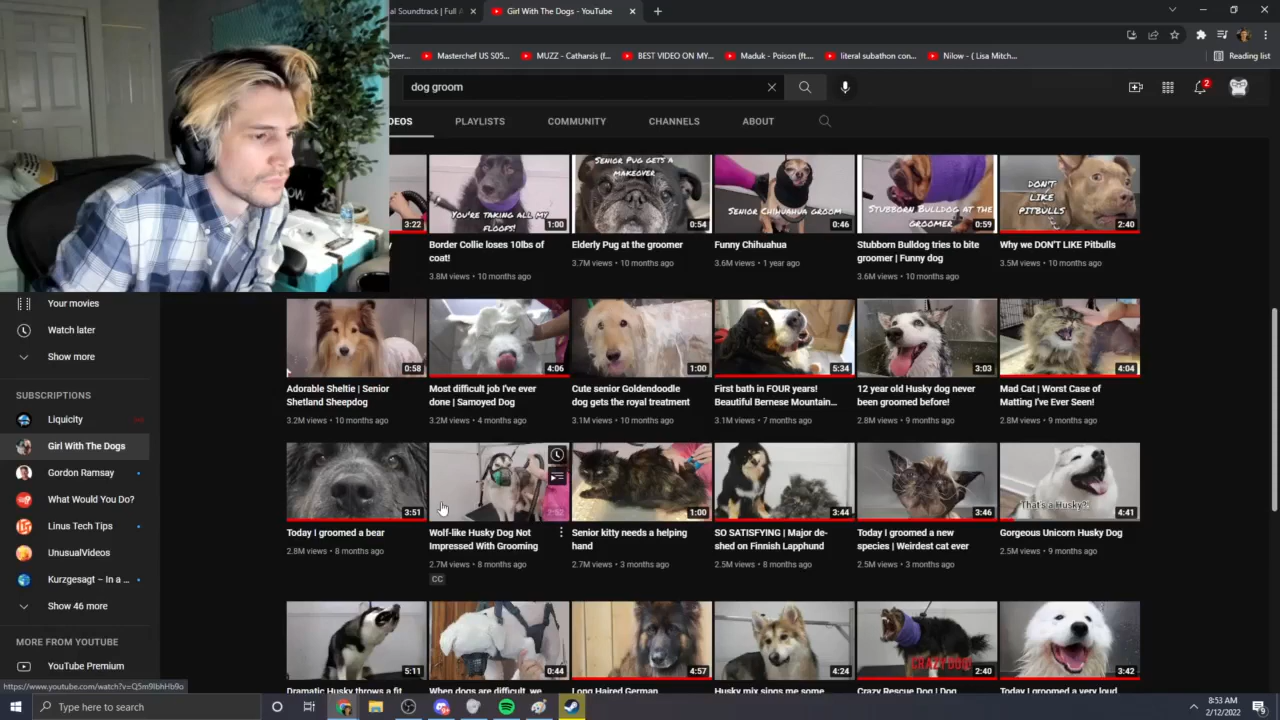 al Soundtrack | Full A
Girl With The Dogs - YouTube
Over...
Masterchef US S05...
MUZZ - Catharsis (f...
BEST VIDEO ON MY...
Maduk - Poison (ft...
literal subathon con...
Nilow - ( Lisa Mitch...
Reading list
dog groom
2
DEOS
PLAYLISTS
COMMUNITY
CHANNELS
ABOUT
3:22
YOU'RE TAKING ALL MY
FLOOFS!
1:00
SENIOR PUG GETS A
MAKEOVER
0:54
SENIOR CHIHUAHUA GROOM
0:46
STUBBORN BULLDOG AT THE
GROOMER
0:59
DON'T
LIKE
PITBULLS
2:40
Border Collie loses 10lbs of
coat!
3.8M views • 10 months ago
Elderly Pug at the groomer
3.7M views • 10 months ago
Funny Chihuahua
3.6M views • 1 year ago
Stubborn Bulldog tries to bite
groomer | Funny dog
3.6M views • 10 months ago
Why we DON'T LIKE Pitbulls
3.5M views • 10 months ago
Your movies
Watch later
Show more
SUBSCRIPTIONS
Liquicity
Girl With The Dogs
Gordon Ramsay
What Would You Do?
Linus Tech Tips
UnusualVideos
Kurzgesagt – In a ...
Show 46 more
MORE FROM YOUTUBE
YouTube Premium
0:58
4:06
1:00
5:34
3:03
4:04
Adorable Sheltie | Senior
Shetland Sheepdog
3.2M views • 10 months ago
Most difficult job I've ever
done | Samoyed Dog
3.2M views • 4 months ago
Cute senior Goldendoodle
dog gets the royal treatment
3.1M views • 10 months ago
First bath in FOUR years!
Beautiful Bernese Mountain...
3.1M views • 7 months ago
12 year old Husky dog never
been groomed before!
2.8M views • 9 months ago
Mad Cat | Worst Case of
Matting I've Ever Seen!
2.8M views • 9 months ago
3:51
1:00
3:44
3:46
That's a Husky?
4:41
Today I groomed a bear
2.8M views • 8 months ago
Wolf-like Husky Dog Not
Impressed With Grooming
2.7M views • 8 months ago
CC
Senior kitty needs a helping
hand
2.7M views • 3 months ago
SO SATISFYING | Major de-
shed on Finnish Lapphund
2.5M views • 8 months ago
Today I groomed a new
species | Weirdest cat ever
2.5M views • 3 months ago
Gorgeous Unicorn Husky Dog
2.5M views • 9 months ago
5:11
0:44
4:57
4:24
CRAZY DOG!
2:40
3:42
Dramatic Husky throws a fit
When dogs are difficult, we
Long Haired German
Husky mix sings me some
Crazy Rescue Dog | Dog
Today I groomed a very loud
https://www.youtube.com/watch?v=Q5m9IbhHb9o
Type here to search
8:53 AM
2/12/2022